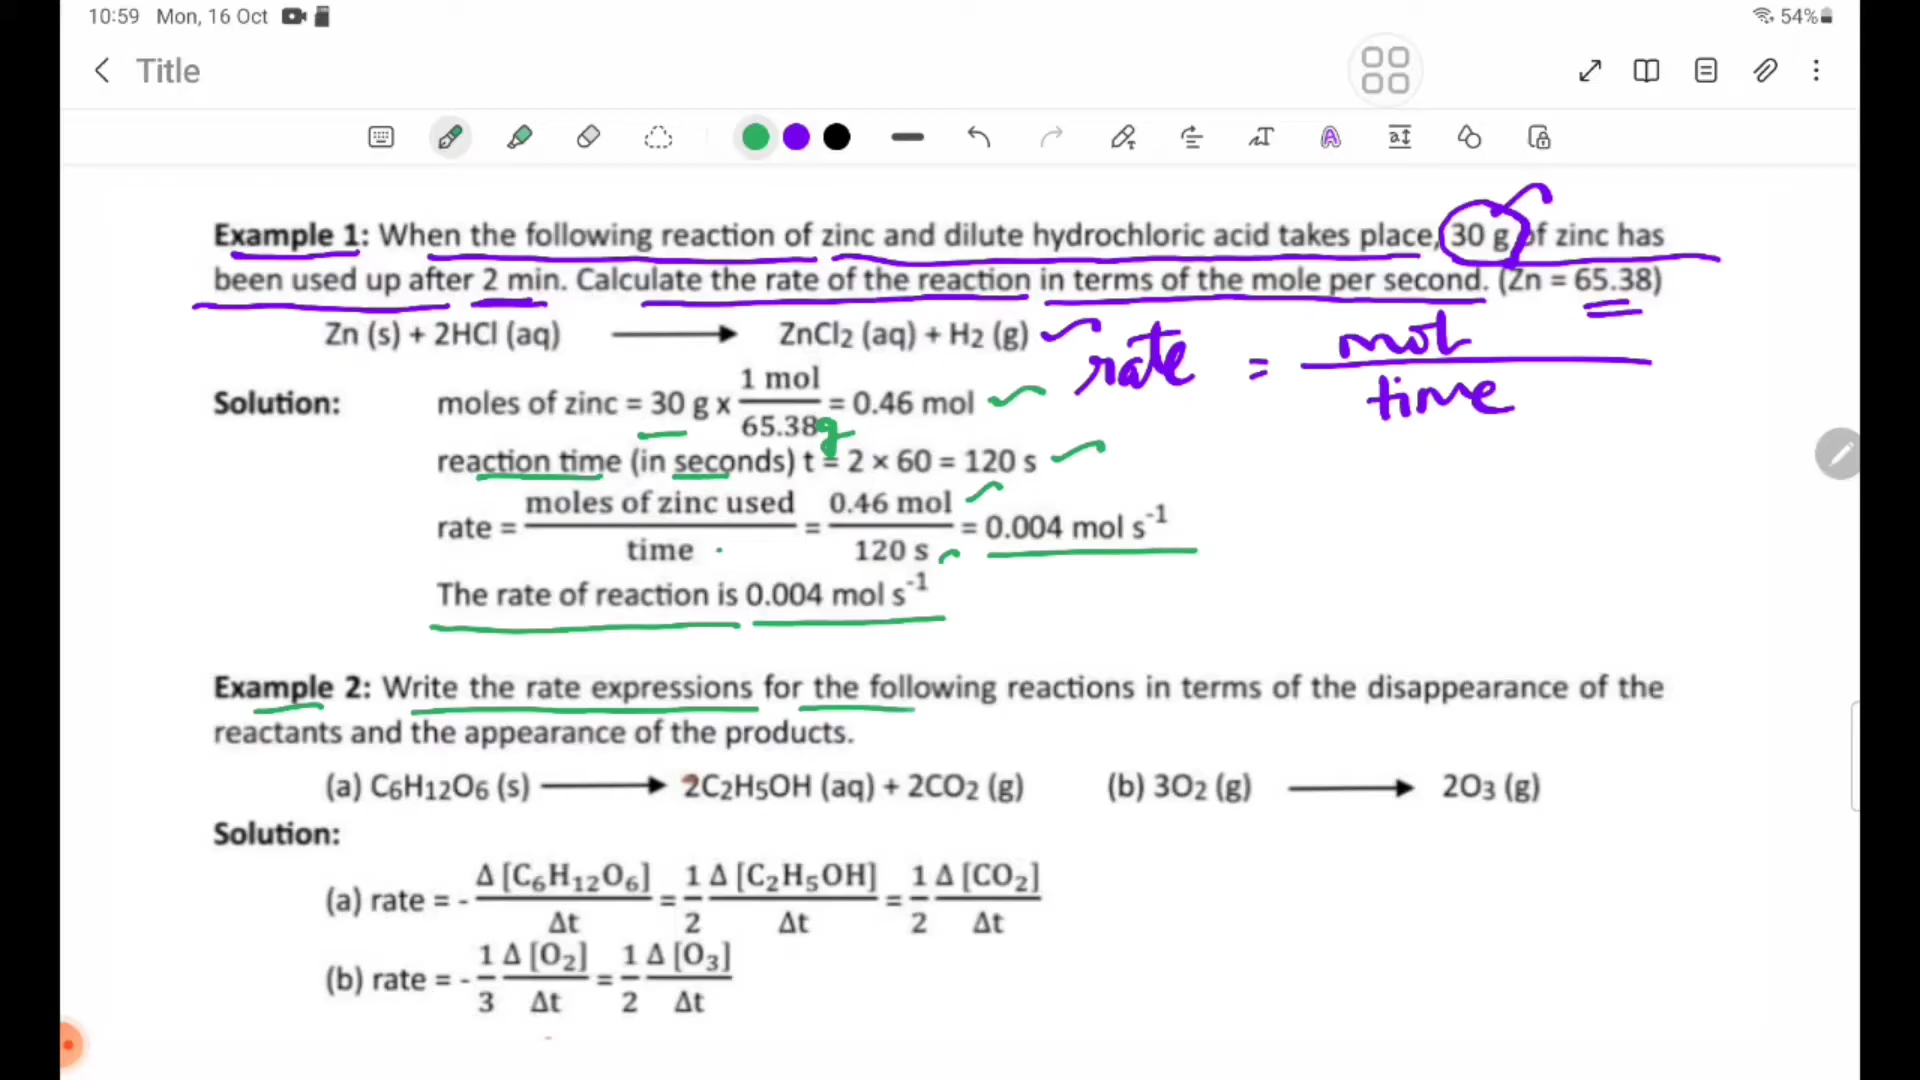 10:59 Mon, 16 Oct 54%
Title
Example 1: When the following reaction of zinc and dilute hydrochloric acid takes place, 30 g of zinc has
been used up after 2 min. Calculate the rate of the reaction in terms of the mole per second. (Zn = 65.38)
Zn (s) + 2HCl (aq) ⟶ ZnCl2 (aq) + H2 (g)
rate = mol / time
Solution: moles of zinc = 30 g x 1 mol / 65.38 g = 0.46 mol
reaction time (in seconds) t = 2 × 60 = 120 s
rate = moles of zinc used / time = 0.46 mol / 120 s = 0.004 mol s⁻¹
The rate of reaction is 0.004 mol s⁻¹
Example 2: Write the rate expressions for the following reactions in terms of the disappearance of the
reactants and the appearance of the products.
(a) C6H12O6 (s) ⟶ 2C2H5OH (aq) + 2CO2 (g) (b) 3O2 (g) ⟶ 2O3 (g)
Solution:
(a) rate = - Δ [C₆H₁₂O₆] / Δt = 1/2 Δ [C₂H₅OH] / Δt = 1/2 Δ [CO₂] / Δt
(b) rate = - 1/3 Δ [O₂] / Δt = 1/2 Δ [O₃] / Δt